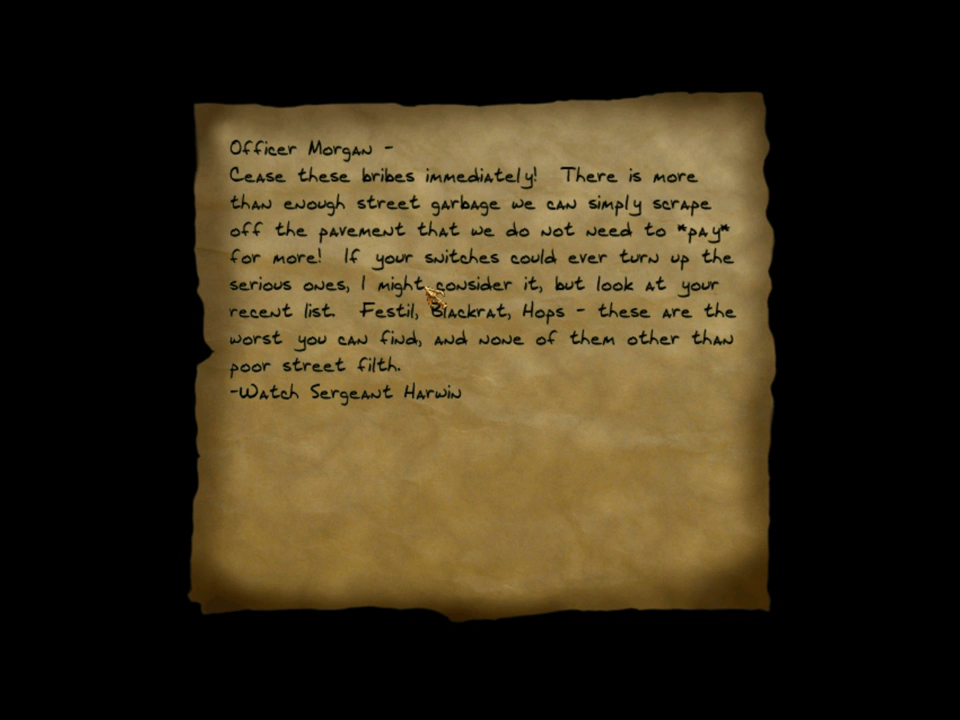 Officer Morgan -
Cease these bribes immediately!  There is more
than enough street garbage we can simply scrape
off the pavement that we do not need to *pay*
for more!  If your snitches could ever turn up the
serious ones, I might consider it, but look at your
recent list.  Festil, Blackrat, Hops - these are the
worst you can find, and none of them other than
poor street filth.
-Watch Sergeant Harwin